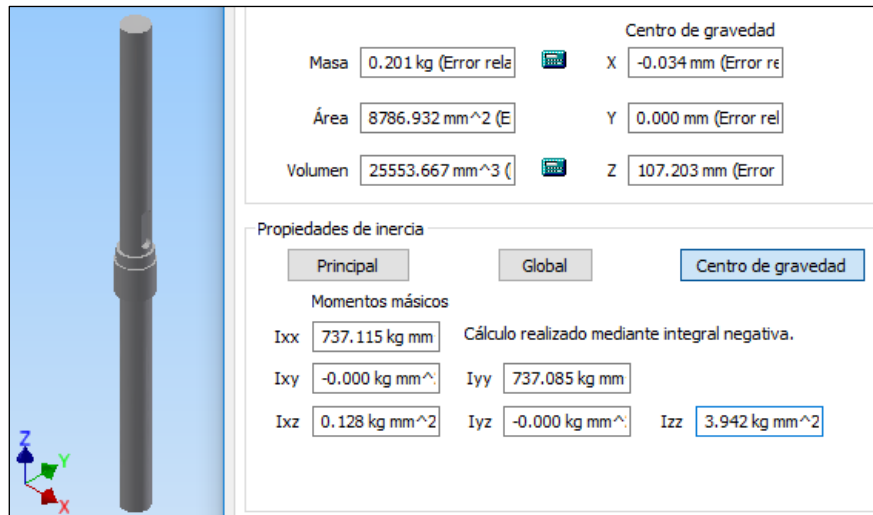 Centro de gravedad
Masa 0.201 kg (Error rela X -0.034 mm (Error re
Área 8786.932 mm^2 (E Y 0.000 mm (Error rel
Volumen 25553.667 mm^3 ( Z 107.203 mm (Error
Propiedades de inercia
Principal Global Centro de gravedad
Momentos másicos
Ixx 737.115 kg mm Cálculo realizado mediante integral negativa.
Ixy -0.000 kg mm^ Iyy 737.085 kg mm
Ixz 0.128 kg mm^2 Iyz -0.000 kg mm^ Izz 3.942 kg mm^2
Z
Y
X